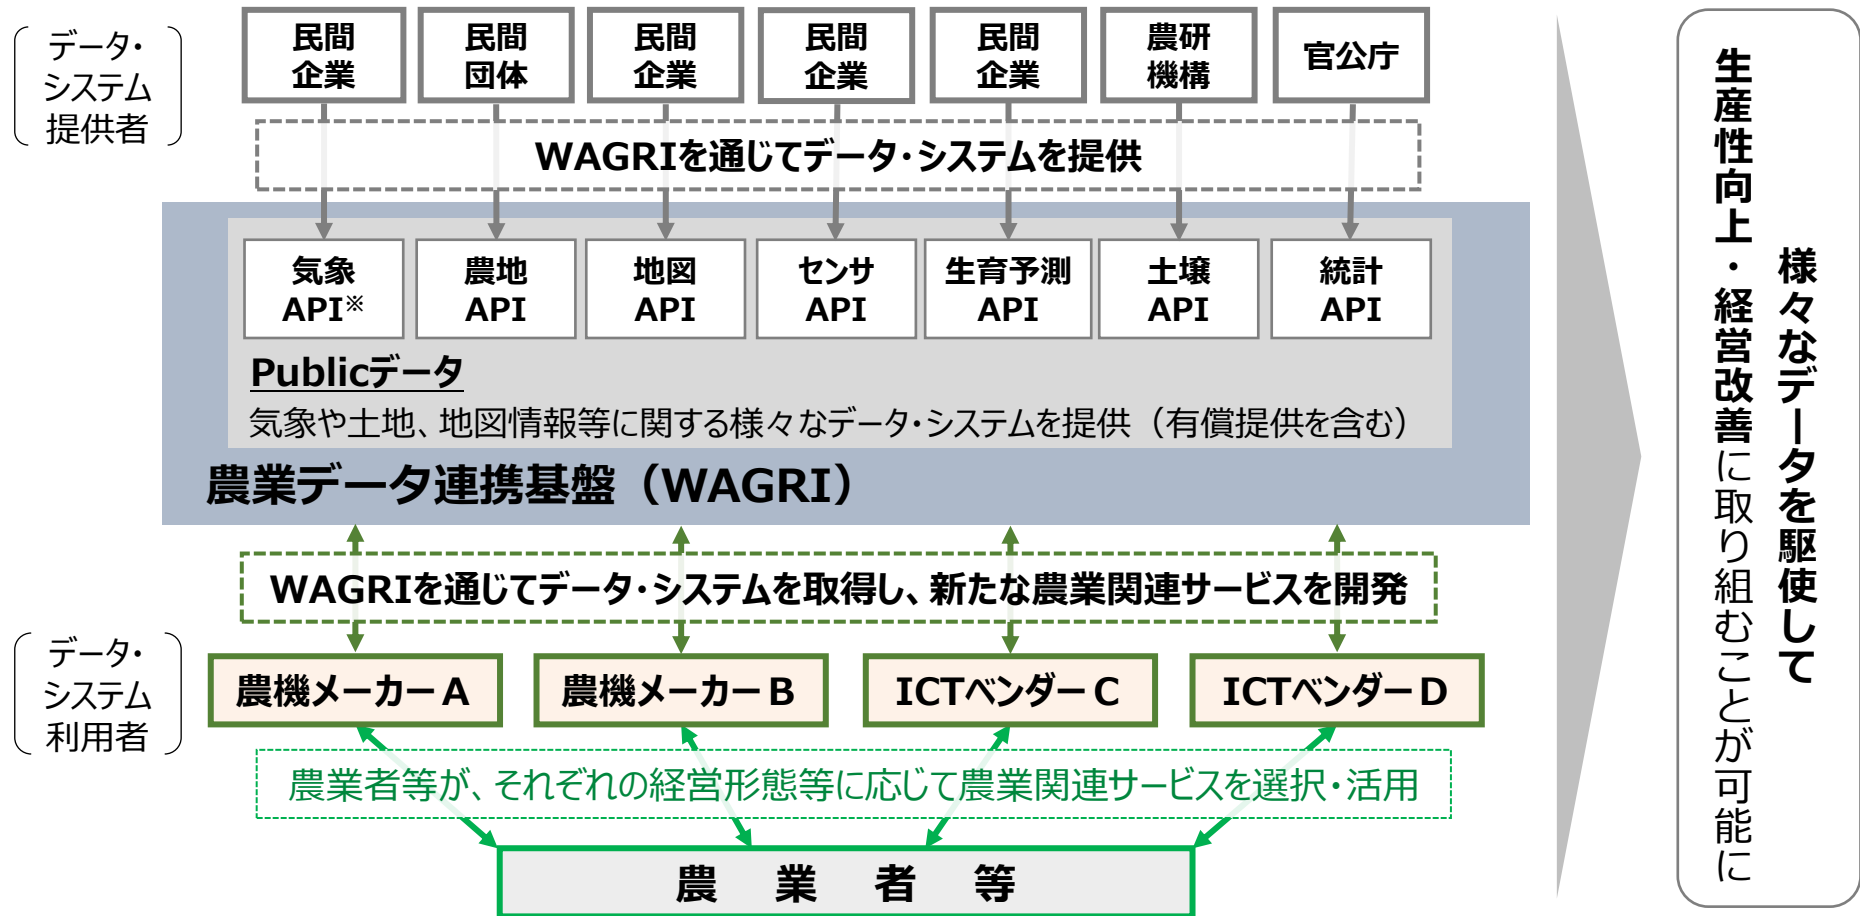 データ・
システム
提供者
民間
企業
民間
団体
民間
企業
民間
企業
民間
企業
農研
機構
官公庁
WAGRIを通じてデータ・システムを提供
気象
API※
農地
API
地図
API
センサ
API
生育予測
API
土壌
API
統計
API
Publicデータ
気象や土地、地図情報等に関する様々なデータ・システムを提供（有償提供を含む）
農業データ連携基盤（WAGRI）
WAGRIを通じてデータ・システムを取得し、新たな農業関連サービスを開発
データ・
システム
利用者
農機メーカーA
農機メーカーB
ICTベンダーC
ICTベンダーD
農業者等が、それぞれの経営形態等に応じて農業関連サービスを選択・活用
農業者等
様々なデータを駆使して
生産性向上・経営改善に取り組むことが可能に